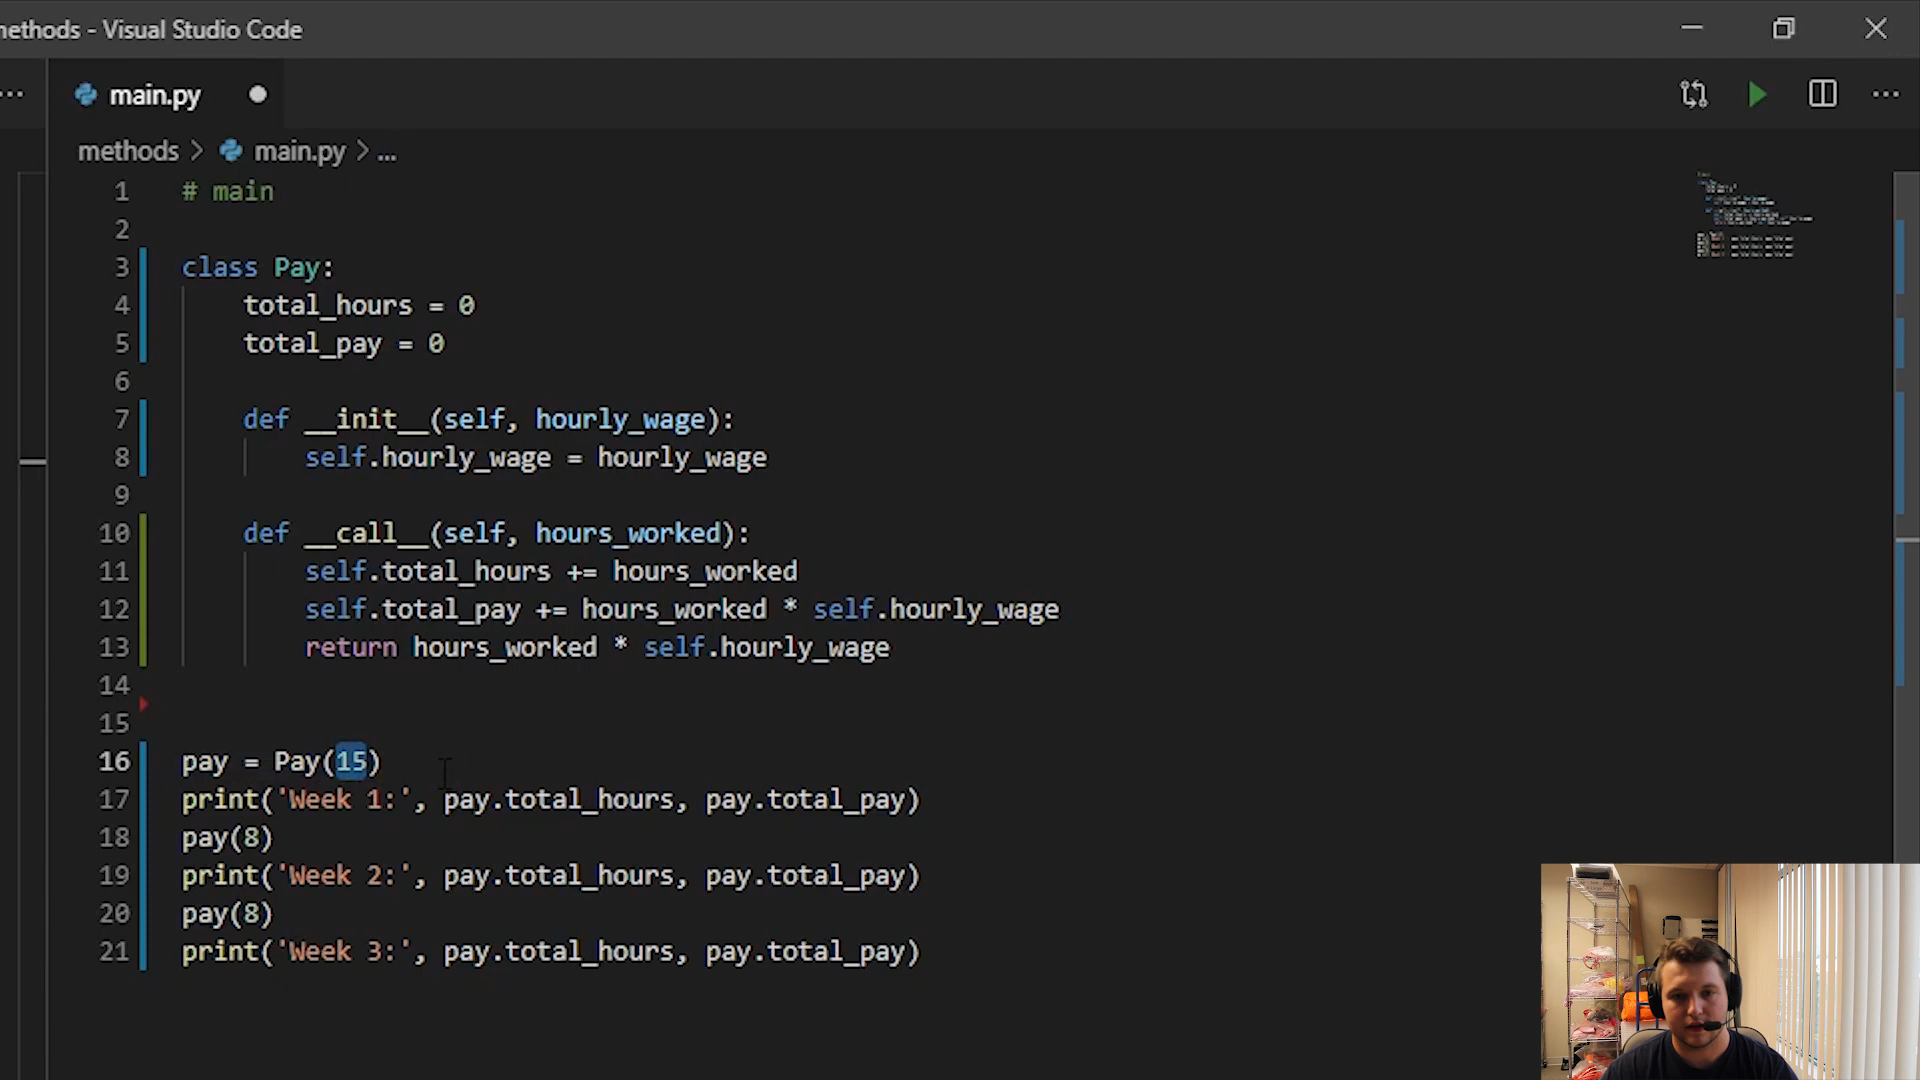 methods - Visual Studio Code
main.py
methods > main.py > ...
1 # main
2
3 class Pay:
4 total_hours = 0
5 total_pay = 0
6
7 def __init__(self, hourly_wage):
8 self.hourly_wage = hourly_wage
9
10 def __call__(self, hours_worked):
11 self.total_hours += hours_worked
12 self.total_pay += hours_worked * self.hourly_wage
13 return hours_worked * self.hourly_wage
14
15
16 pay = Pay(15)
17 print('Week 1:', pay.total_hours, pay.total_pay)
18 pay(8)
19 print('Week 2:', pay.total_hours, pay.total_pay)
20 pay(8)
21 print('Week 3:', pay.total_hours, pay.total_pay)